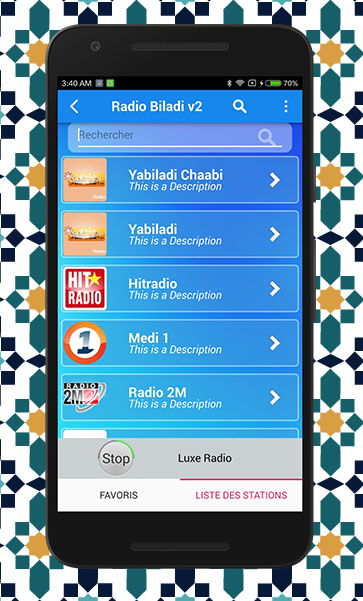 3:40 AM 70%
Radio Biladi v2
Rechercher
Yabiladi Chaabi
This is a Description
Yabiladi
This is a Description
HIT RADIO
Hitradio
This is a Description
1
Medi 1
This is a Description
RADIO 2M
Radio 2M
This is a Description
Stop
Luxe Radio
FAVORIS
LISTE DES STATIONS